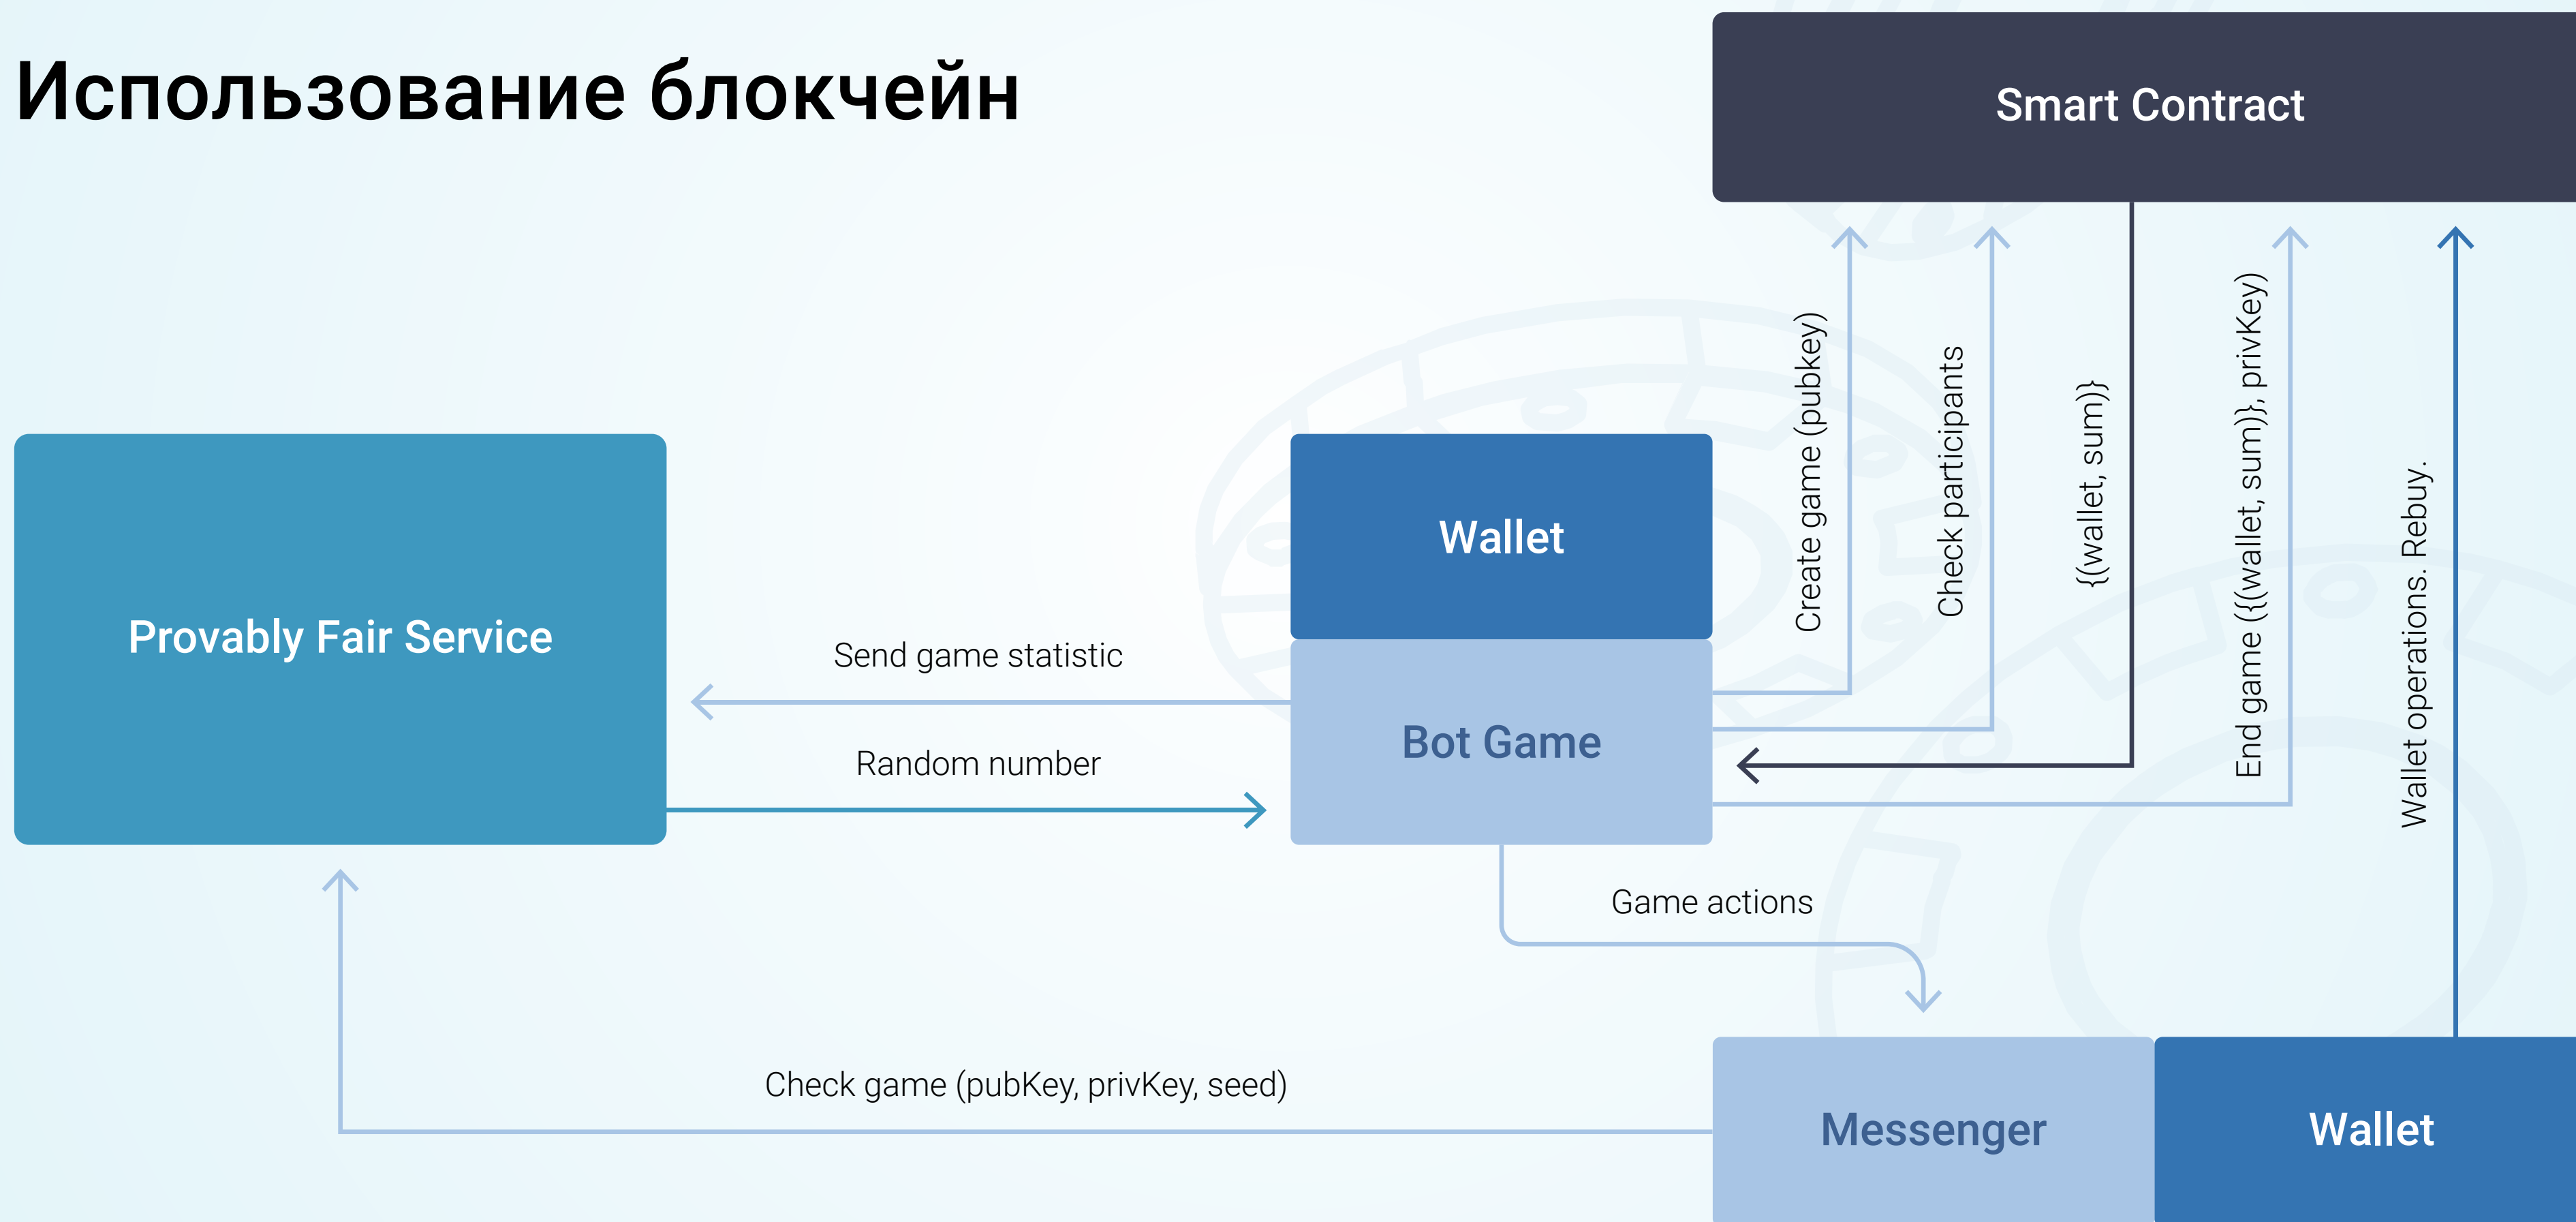 Использование блокчейн
Smart Contract
Create game (pubkey)
Check participants
{(wallet, sum)}
End game ({(wallet, sum)}, privKey)
Wallet operations. Rebuy.
Wallet
Provably Fair Service
Send game statistic
Bot Game
Random number
Game actions
Check game (pubKey, privKey, seed)
Messenger
Wallet